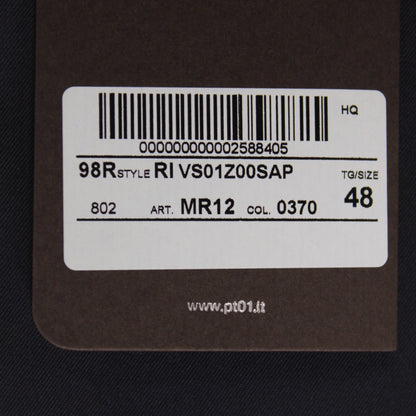 HQ
000000000002588405
98R STYLE RI VS01Z00SAP TG/SIZE
802 ART. MR12 COL. 0370 48
www.pt01.it